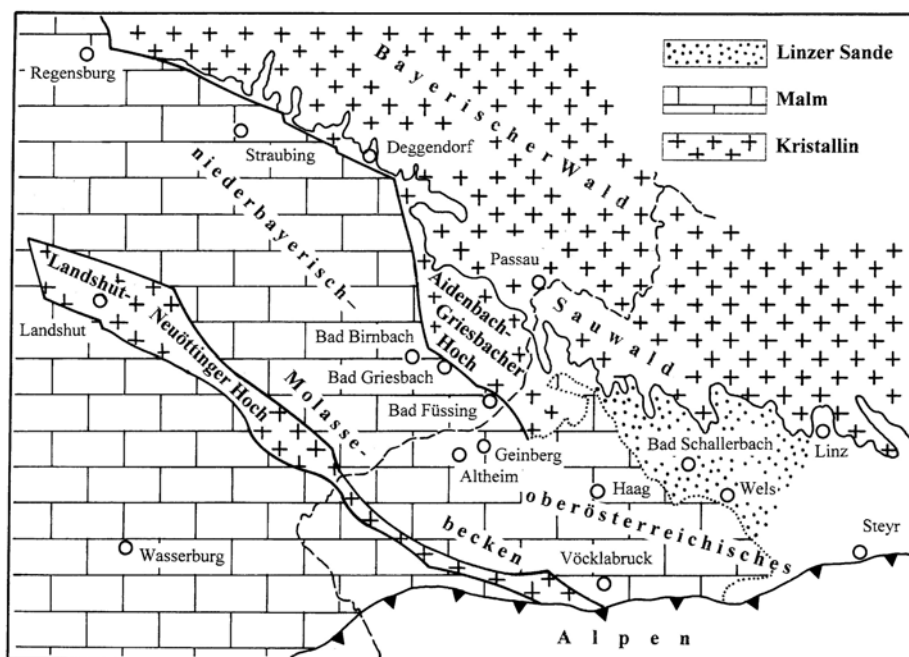 Linzer Sande
Malm
Kristallin
Regensburg
Straubing
Deggendorf
Bayerischer Wald
Passau
Sauwald
niederbayerisch–
Landshut-
Neuöttinger Hoch
Landshut
Aidenbach-
Griesbacher
Hoch
Bad Birnbach
Bad Griesbach
Bad Füssing
Molasse-
Geinberg
Altheim
Bad Schallerbach
Linz
Haag
Wels
oberösterreichisches
becken
Steyr
Wasserburg
Vöcklabruck
Alpen